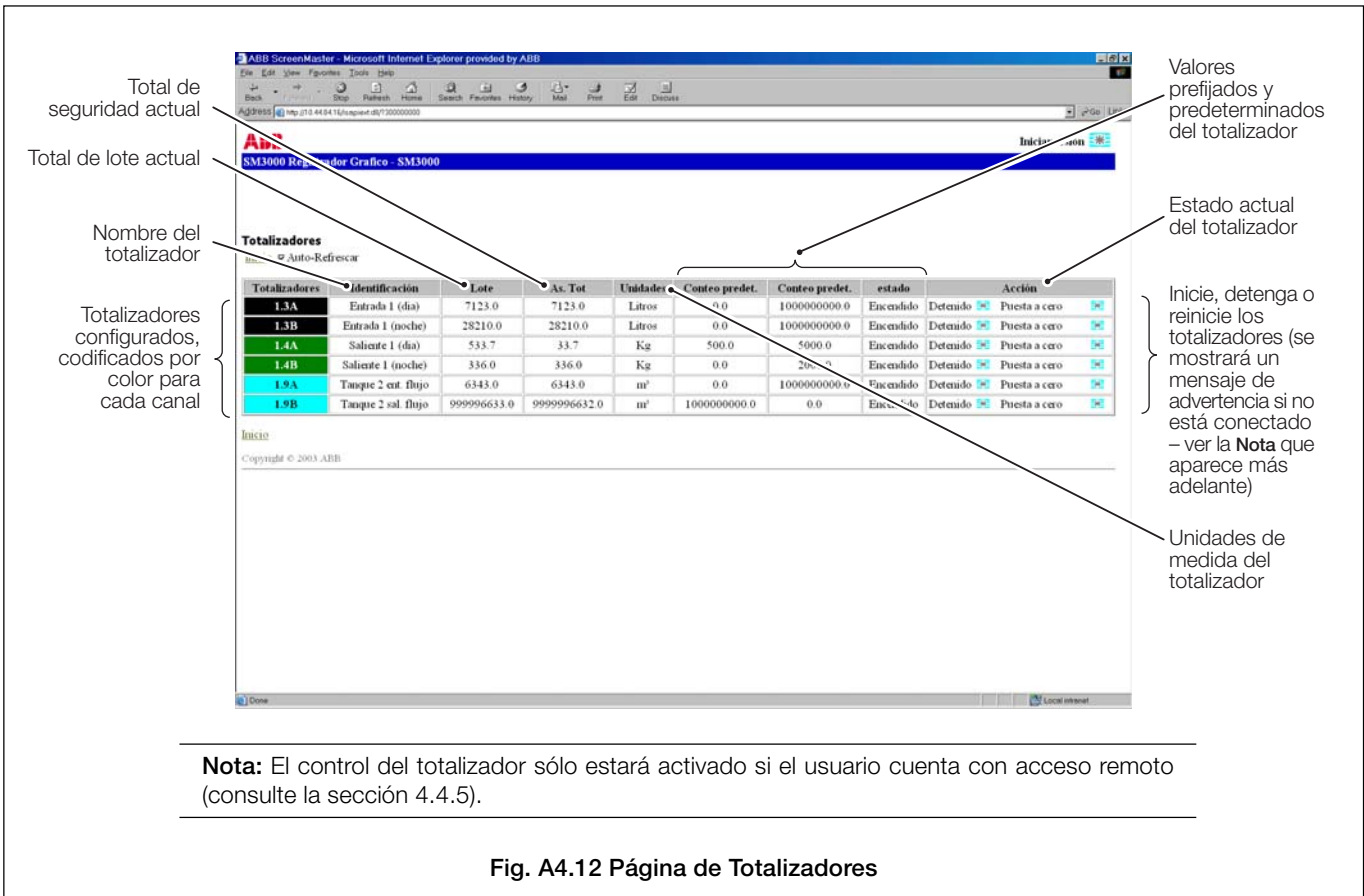 ABB ScreenMaster - Microsoft Internet Explorer provided by ABB
File Edit View Favorites Tools Help
Back Stop Refresh Home Search Favorites History Mail Print Edit Discuss
Address
Go
Total de
seguridad actual
Total de lote actual
Nombre del
totalizador
Totalizadores
configurados,
codificados por
color para
cada canal
Valores
prefijados y
predeterminados
del totalizador
Estado actual
del totalizador
Inicie, detenga o
reinicie los
totalizadores (se
mostrará un
mensaje de
advertencia si no
está conectado
– ver la Nota que
aparece más
adelante)
Unidades de
medida del
totalizador
ABB
SM3000 Registrador Grafico - SM3000
Totalizadores
Auto-Refrescar
Totalizadores Identificación Lote As. Tot Unidades Conteo predet. Conteo predet. estado Acción
1.3A Entrada 1 (dia) 7123.0 7123.0 Litros 0.0 1000000000.0 Encendido Detenido Puesta a cero
1.3B Entrada 1 (noche) 28210.0 28210.0 Litros 0.0 1000000000.0 Encendido Detenido Puesta a cero
1.4A Saliente 1 (dia) 533.7 33.7 Kg 500.0 5000.0 Encendido Detenido Puesta a cero
1.4B Saliente 1 (noche) 336.0 336.0 Kg 0.0 Encendido Detenido Puesta a cero
1.9A Tanque 2 ent. flujo 6343.0 6343.0 m³ 0.0 1000000000.0 Encendido Detenido Puesta a cero
1.9B Tanque 2 sal. flujo 999996633.0 9999996632.0 m³ 1000000000.0 0.0 Encendido Detenido Puesta a cero
Inicio
Copyright © 2003 ABB
Done Local intranet
Nota: El control del totalizador sólo estará activado si el usuario cuenta con acceso remoto
(consulte la sección 4.4.5).
Fig. A4.12 Página de Totalizadores